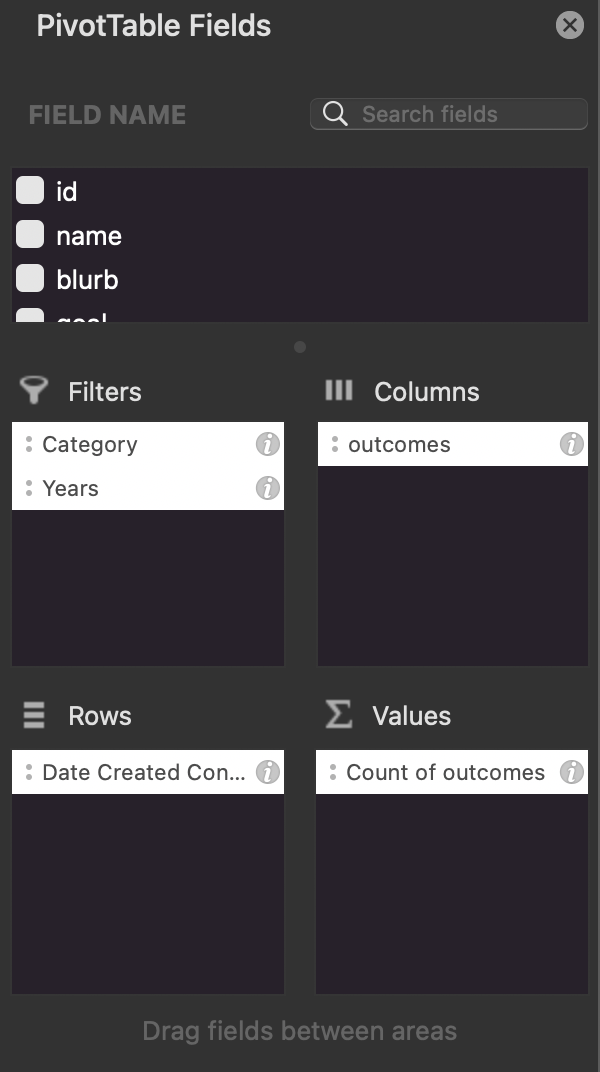 PivotTable Fields
FIELD NAME
Search fields
id
name
blurb
goal
Filters
Columns
Category
outcomes
Years
Rows
Values
Date Created Con...
Count of outcomes
Drag fields between areas